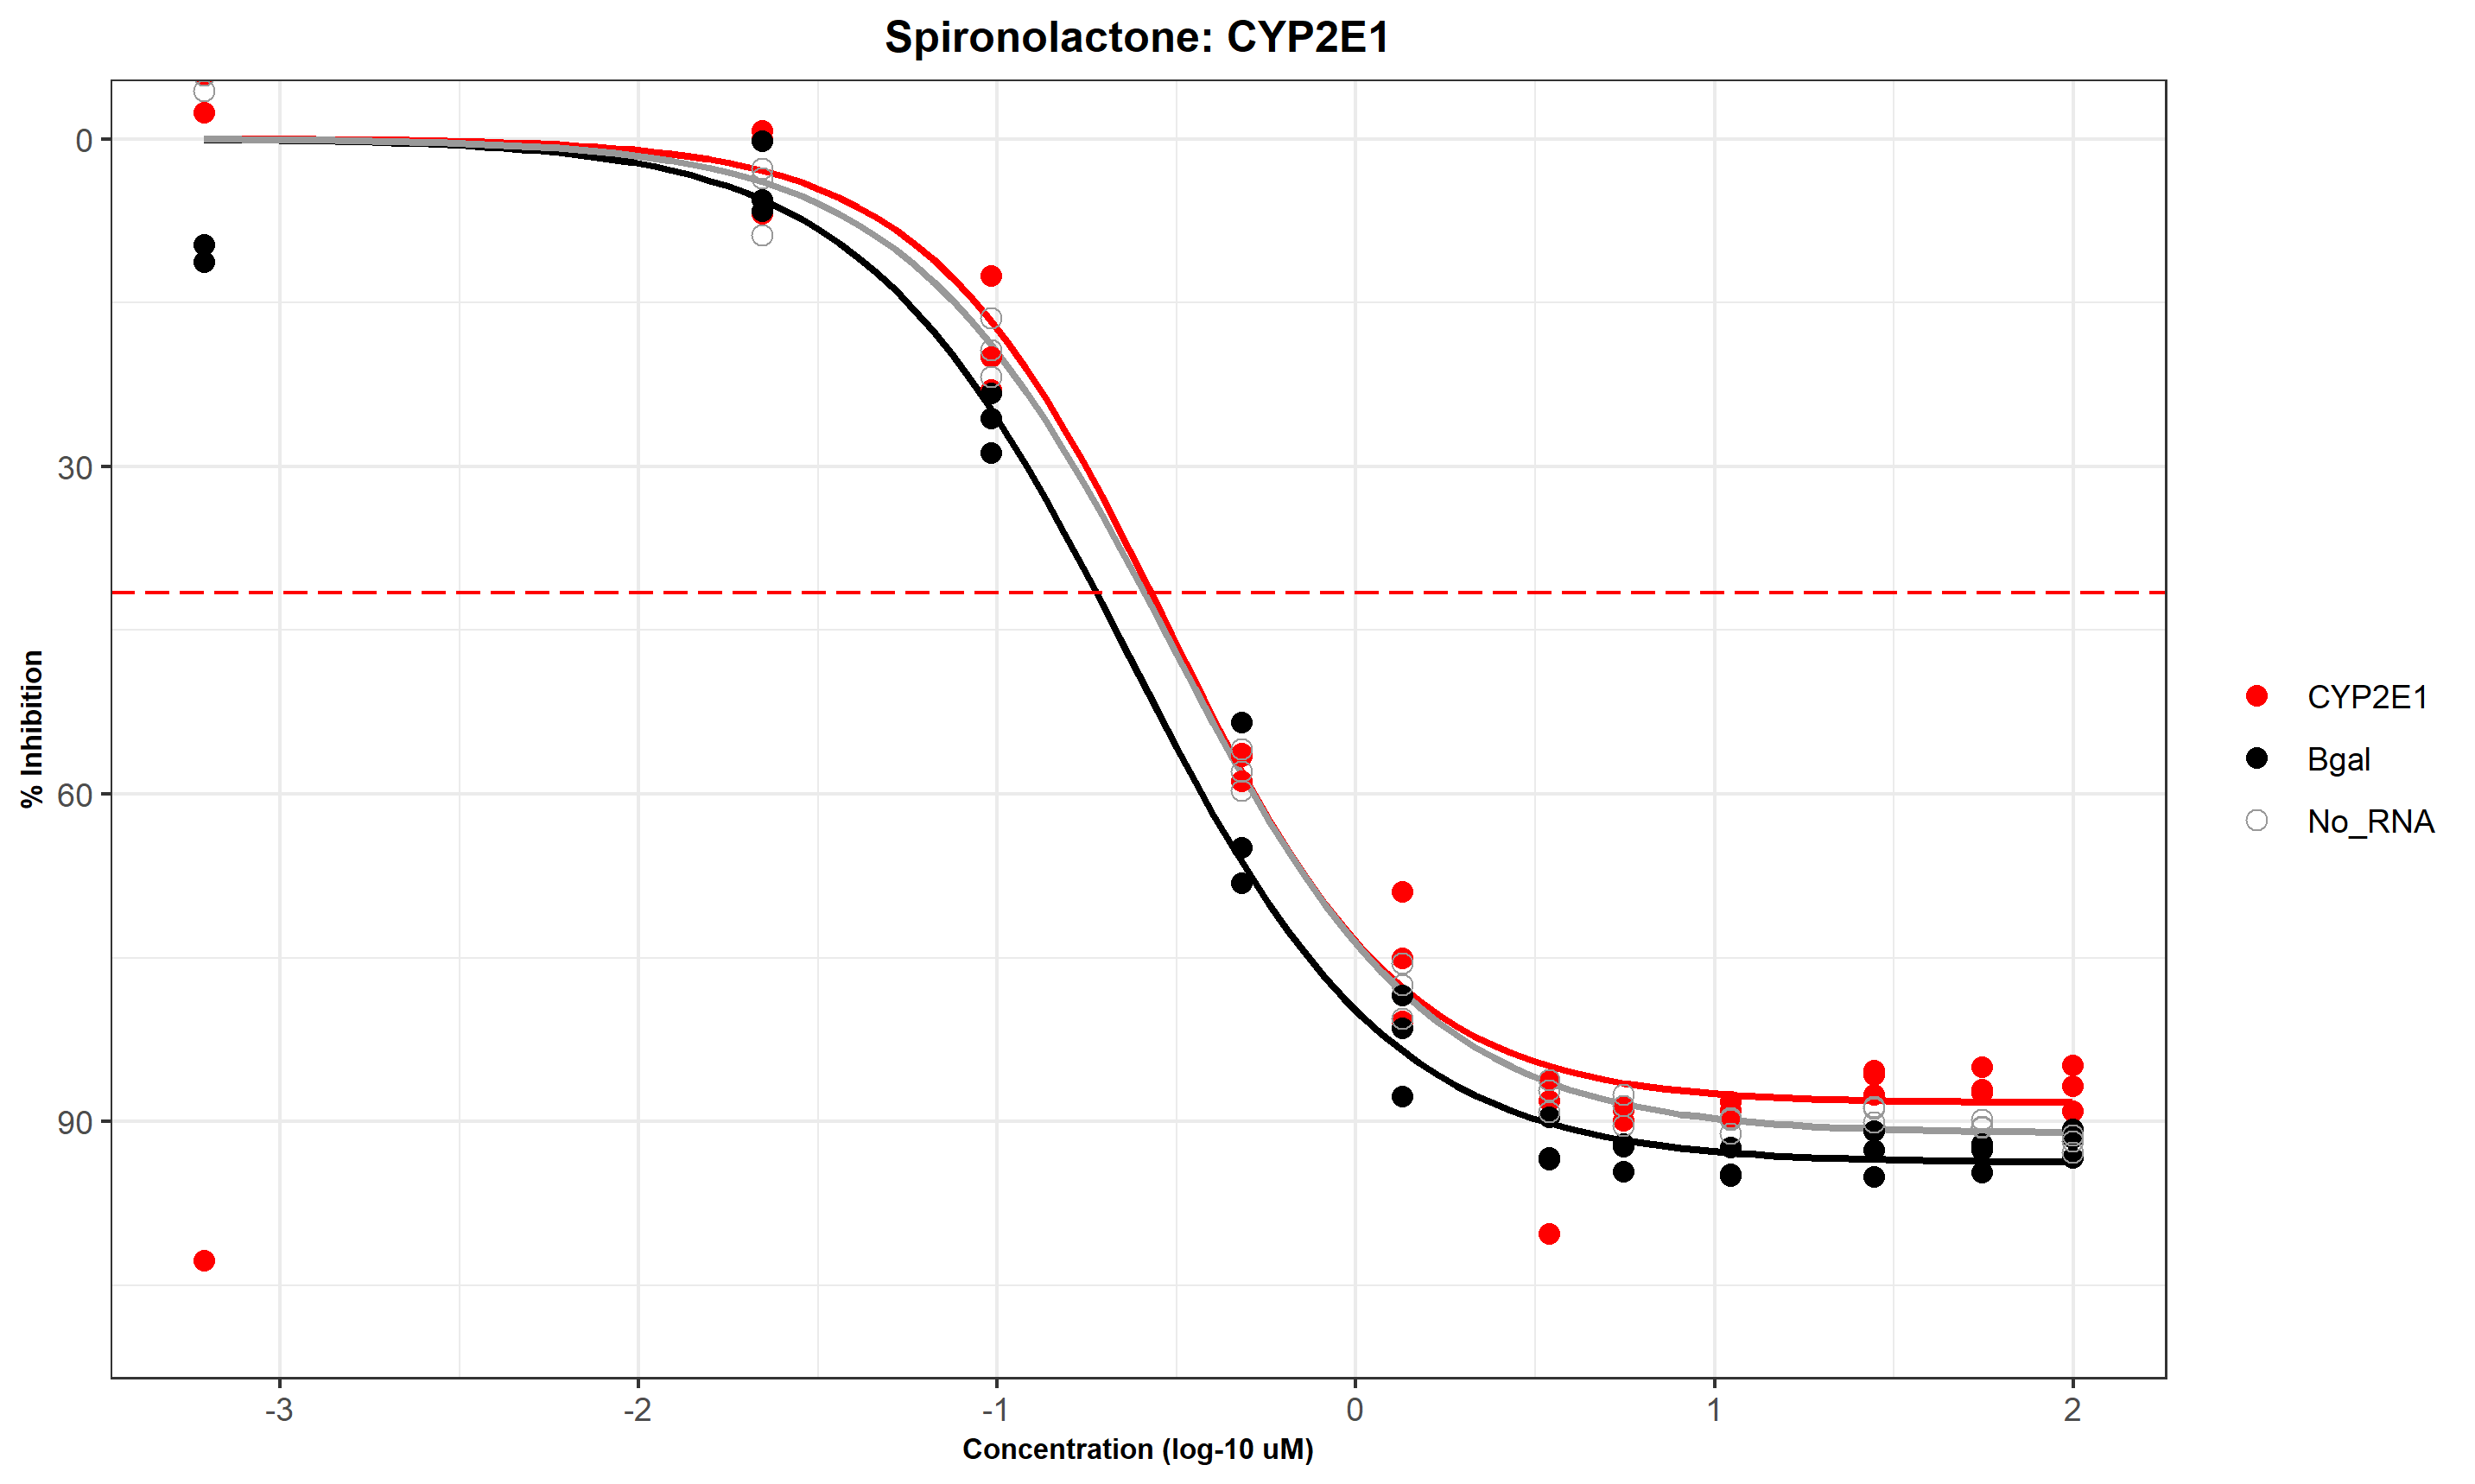 Spironolactone: CYP2E1
% Inhibition
0
30
60
90
-3
-2
-1
0
1
2
Concentration (log-10 uM)
CYP2E1
Bgal
No_RNA